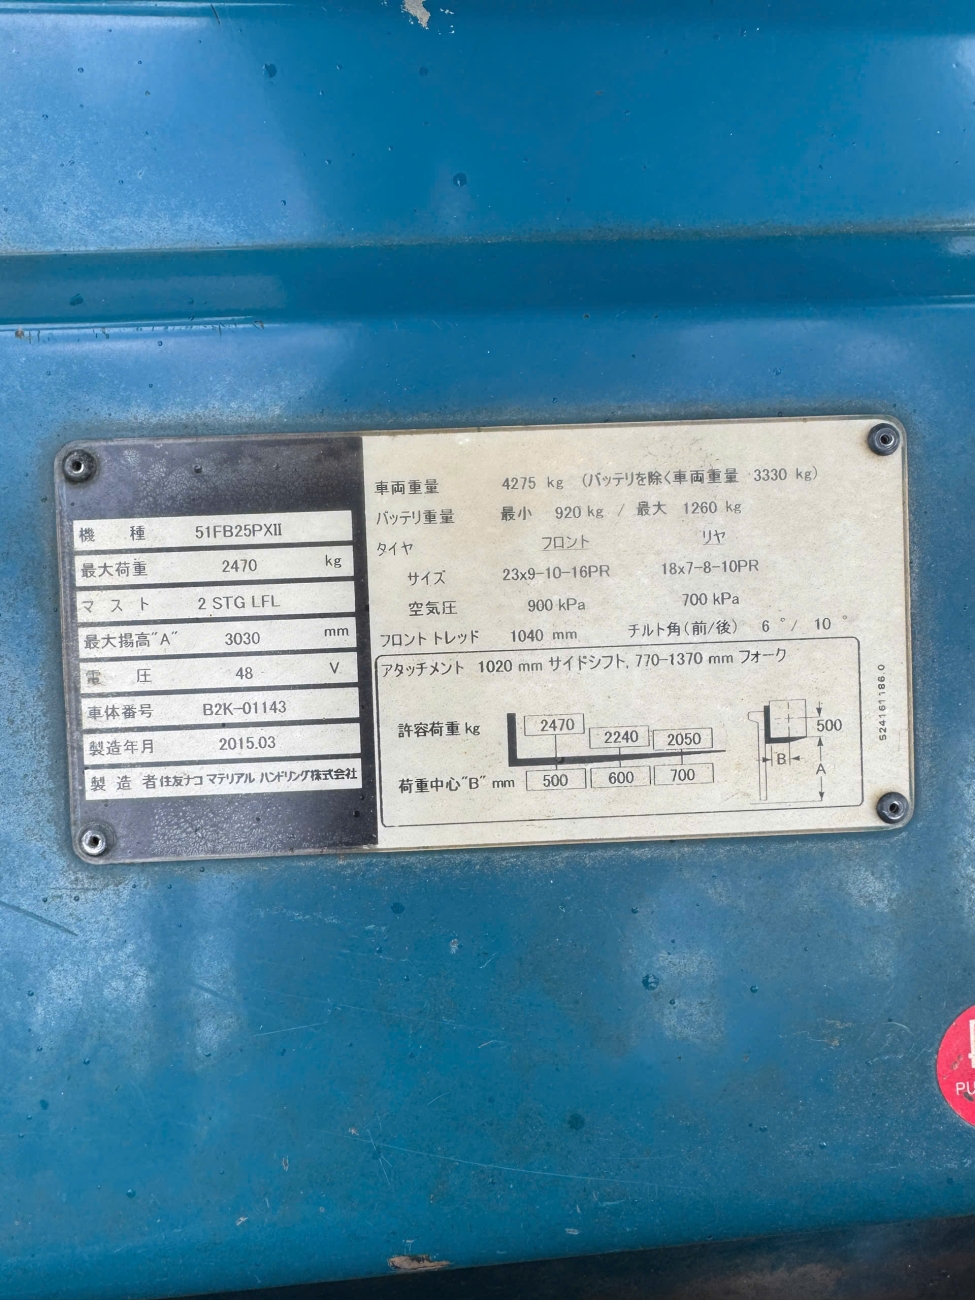 機 種 51FB25PXⅡ
最大荷重 2470 kg
マスト 2 STG LFL
最大揚高"A" 3030 mm
電 圧 48 V
車体番号 B2K-01143
製造年月 2015.03
製造者 住友ナコ マテリアル ハンドリング株式会社
車両重量 4275 kg (バッテリを除く車両重量 3330 kg)
バッテリ重量 最小 920 kg / 最大 1260 kg
タイヤ フロント リヤ
サイズ 23x9-10-16PR 18x7-8-10PR
空気圧 900 kPa 700 kPa
フロントトレッド 1040 mm チルト角(前/後) 6°/ 10°
アタッチメント 1020 mm サイドシフト, 770-1370 mm フォーク
許容荷重 kg 2470 2240 2050
荷重中心"B" mm 500 600 700
500
B
A
524161186.0
PU